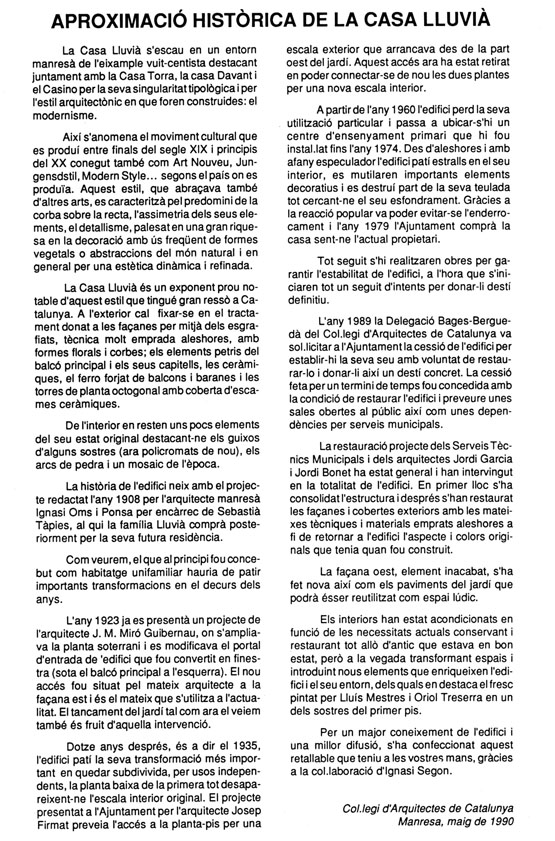 APROXIMACIÓ HISTÒRICA DE LA CASA LLUVIÀ
La Casa Lluvià s'escau en un entorn
manresà de l'eixample vuit-centista destacant
juntament amb la Casa Torra, la casa Davant i
el Casino per la seva singularitat tipològica i per
l'estil arquitectònic en que foren construides: el
modernisme.
Així s'anomena el moviment cultural que
es produí entre finals del segle XIX i principis
del XX conegut també com Art Nouveu, Jun-
gensdstil, Modern Style... segons el país on es
produïa. Aquest estil, que abraçava també
d'altres arts, es caracteritzà pel predomini de la
corba sobre la recta, l'assimetria dels seus ele-
ments, el detallisme, palesat en una gran rique-
sa en la decoració amb ús freqüent de formes
vegetals o abstraccions del món natural i en
general per una estètica dinàmica i refinada.
La Casa Lluvià és un exponent prou no-
table d'aquest estil que tingué gran ressò a Ca-
talunya. A l'exterior cal fixar-se en el tracta-
ment donat a les façanes per mitjà dels esgra-
fiats, tècnica molt emprada aleshores, amb
formes florals i corbes; els elements petris del
balcó principal i els seus capitells, les ceràmi-
ques, el ferro forjat de balcons i baranes i les
torres de planta octogonal amb coberta d'esca-
mes ceràmiques.
De l'interior en resten uns pocs elements
del seu estat original destacant-ne els guixos
d'alguns sostres (ara policromats de nou), els
arcs de pedra i un mosaic de l'època.
La història de l'edifici neix amb el projec-
te redactat l'any 1908 per l'arquitecte manresà
Ignasi Oms i Ponsa per encàrrec de Sebastià
Tàpies, al qui la família Lluvià comprà poste-
riorment per la seva futura residència.
Com veurem, el que al principi fou conce-
but com habitatge unifamiliar hauria de patir
importants transformacions en el decurs dels
anys.
L'any 1923 ja es presentà un projecte de
l'arquitecte J. M. Miró Guibernau, on s'amplia-
va la planta soterrani i es modificava el portal
d'entrada de 'edifici que fou convertit en fines-
tra (sota el balcó principal a l'esquerra). El nou
accés fou situat pel mateix arquitecte a la
façana est i és el mateix que s'utilitza a l'actua-
litat. El tancament del jardí tal com ara el veiem
també és fruit d'aquella intervenció.
Dotze anys després, és a dir el 1935,
l'edifici patí la seva transformació més impor-
tant en quedar subdividida, per usos indepen-
dents, la planta baixa de la primera tot desapa-
reixent-ne l'escala interior original. El projecte
presentat a l'Ajuntament per l'arquitecte Josep
Firmat preveia l'accés a la planta-pis per una
escala exterior que arrancava des de la part
oest del jardí. Aquest accés ara ha estat retirat
en poder connectar-se de nou les dues plantes
per una nova escala interior.
A partir de l'any 1960 l'edifici perd la seva
utilització particular i passa a ubicar-s'hi un
centre d'ensenyament primari que hi fou
instal.lat fins l'any 1974. Des d'aleshores i amb
afany especulador l'edifici patí estralls en el seu
interior, es mutilaren importants elements
decoratius i es destruí part de la seva teulada
tot cercant-ne el seu esfondrament. Gràcies a
la reacció popular va poder evitar-se l'enderro-
cament i l'any 1979 l'Ajuntament comprà la
casa sent-ne l'actual propietari.
Tot seguit s'hi realitzaren obres per ga-
rantir l'estabilitat de l'edifici, a l'hora que s'ini-
ciaren tot un seguit d'intents per donar-li destí
definitiu.
L'any 1989 la Delegació Bages-Bergue-
dà del Col.legi d'Arquitectes de Catalunya va
sol.licitar a l'Ajuntament la cessió de l'edifici per
establir-hi la seva seu amb voluntat de restau-
rar-lo i donar-li així un destí concret. La cessió
feta per un termini de temps fou concedida amb
la condició de restaurar l'edifici i preveure unes
sales obertes al públic així com unes depen-
dències per serveis municipals.
La restauració projecte dels Serveis Tèc-
nics Municipals i dels arquitectes Jordi Garcia
i Jordi Bonet ha estat general i han intervingut
en la totalitat de l'edifici. En primer lloc s'ha
consolidat l'estructura i després s'han restaurat
les façanes i cobertes exteriors amb les matei-
xes tècniques i materials emprats aleshores a
fi de retornar a l'edifici l'aspecte i colors origi-
nals que tenia quan fou construit.
La façana oest, element inacabat, s'ha
fet nova així com els paviments del jardí que
podrà ésser reutilitzat com espai lúdic.
Els interiors han estat acondicionats en
funció de les necessitats actuals conservant i
restaurant tot allò d'antic que estava en bon
estat, però a la vegada transformant espais i
introduint nous elements que enriqueixen l'edi-
fici i el seu entorn, dels quals en destaca el fresc
pintat per Lluís Mestres i Oriol Treserra en un
dels sostres del primer pis.
Per un major coneixement de l'edifici i
una millor difusió, s'ha confeccionat aquest
retallable que teniu a les vostres mans, gràcies
a la col.laboració d'Ignasi Segon.
Col.legi d'Arquitectes de Catalunya
Manresa, maig de 1990